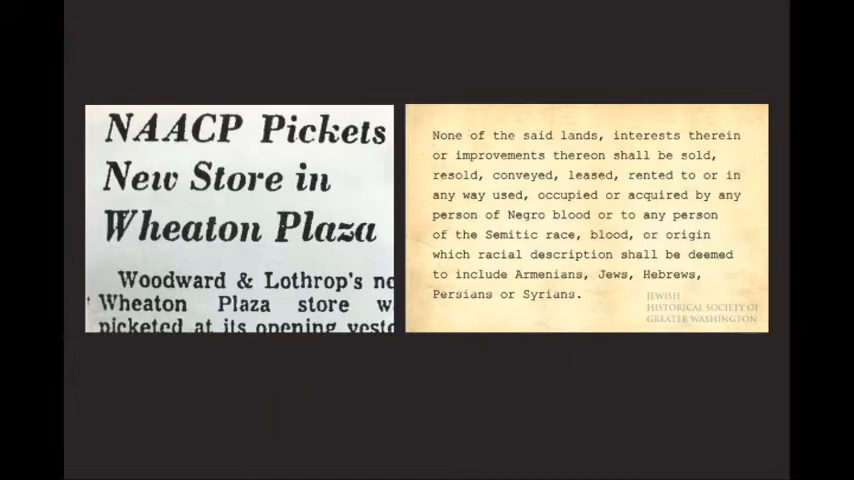 NAACP Pickets
New Store in
Wheaton Plaza
Woodward & Lothrop's
Wheaton Plaza store
picketed at its opening
None of the said lands, interests therein
or improvements thereon shall be sold,
resold, conveyed, leased, rented to or in
any way used, occupied or acquired by any
person of Negro blood or to any person
of the Semitic race, blood, or origin
which racial description shall be deemed
to include Armenians, Jews, Hebrews,
Persians or Syrians.
JEWISH
HISTORICAL SOCIETY OF
GREATER WASHINGTON